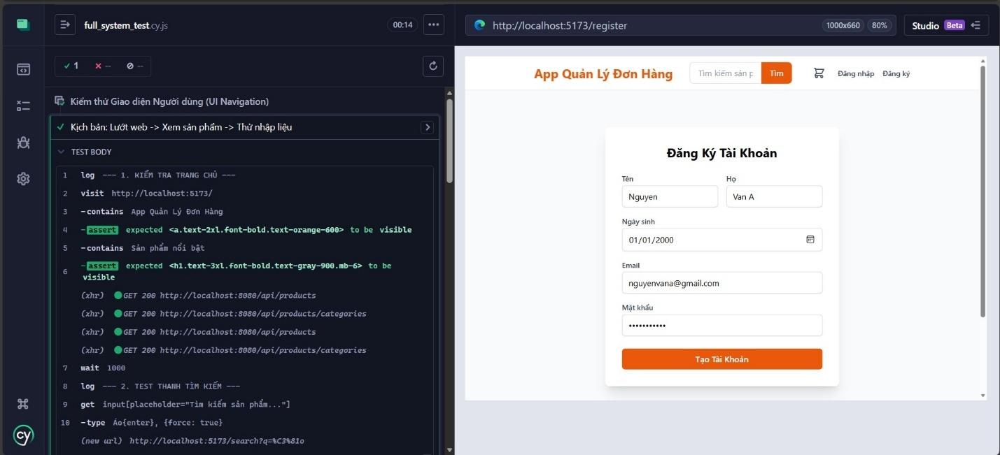 full_system_test.cy.js
00:14
1 -- --
Kiểm thử Giao diện Người dùng (UI Navigation)
Kịch bản: Lướt web -> Xem sản phẩm -> Thử nhập liệu
TEST BODY
1 log --- 1. KIỂM TRA TRANG CHỦ ---
2 visit http://localhost:5173/
3 -contains App Quản Lý Đơn Hàng
4 -assert expected <a.text-2xl.font-bold.text-orange-600> to be visible
5 -contains Sản phẩm nổi bật
6 -assert expected <h1.text-3xl.font-bold.text-gray-900.mb-6> to be
visible
(xhr) GET 200 http://localhost:8080/api/products
(xhr) GET 200 http://localhost:8080/api/products/categories
(xhr) GET 200 http://localhost:8080/api/products
(xhr) GET 200 http://localhost:8080/api/products/categories
7 wait 1000
8 log --- 2. TEST THANH TÌM KIẾM ---
9 get input[placeholder="Tìm kiếm sản phẩm..."]
10 -type Áo{enter}, {force: true}
(new url) http://localhost:5173/search?q=%C3%81o
cy
http://localhost:5173/register
1000x660 80%
Studio Beta
App Quản Lý Đơn Hàng
Tìm kiếm sản p
Tìm
Đăng nhập Đăng ký
Đăng Ký Tài Khoản
Tên Họ
Nguyen Van A
Ngày sinh
01/01/2000
Email
nguyenvana@gmail.com
Mật khẩu
•••••••••••
Tạo Tài Khoản